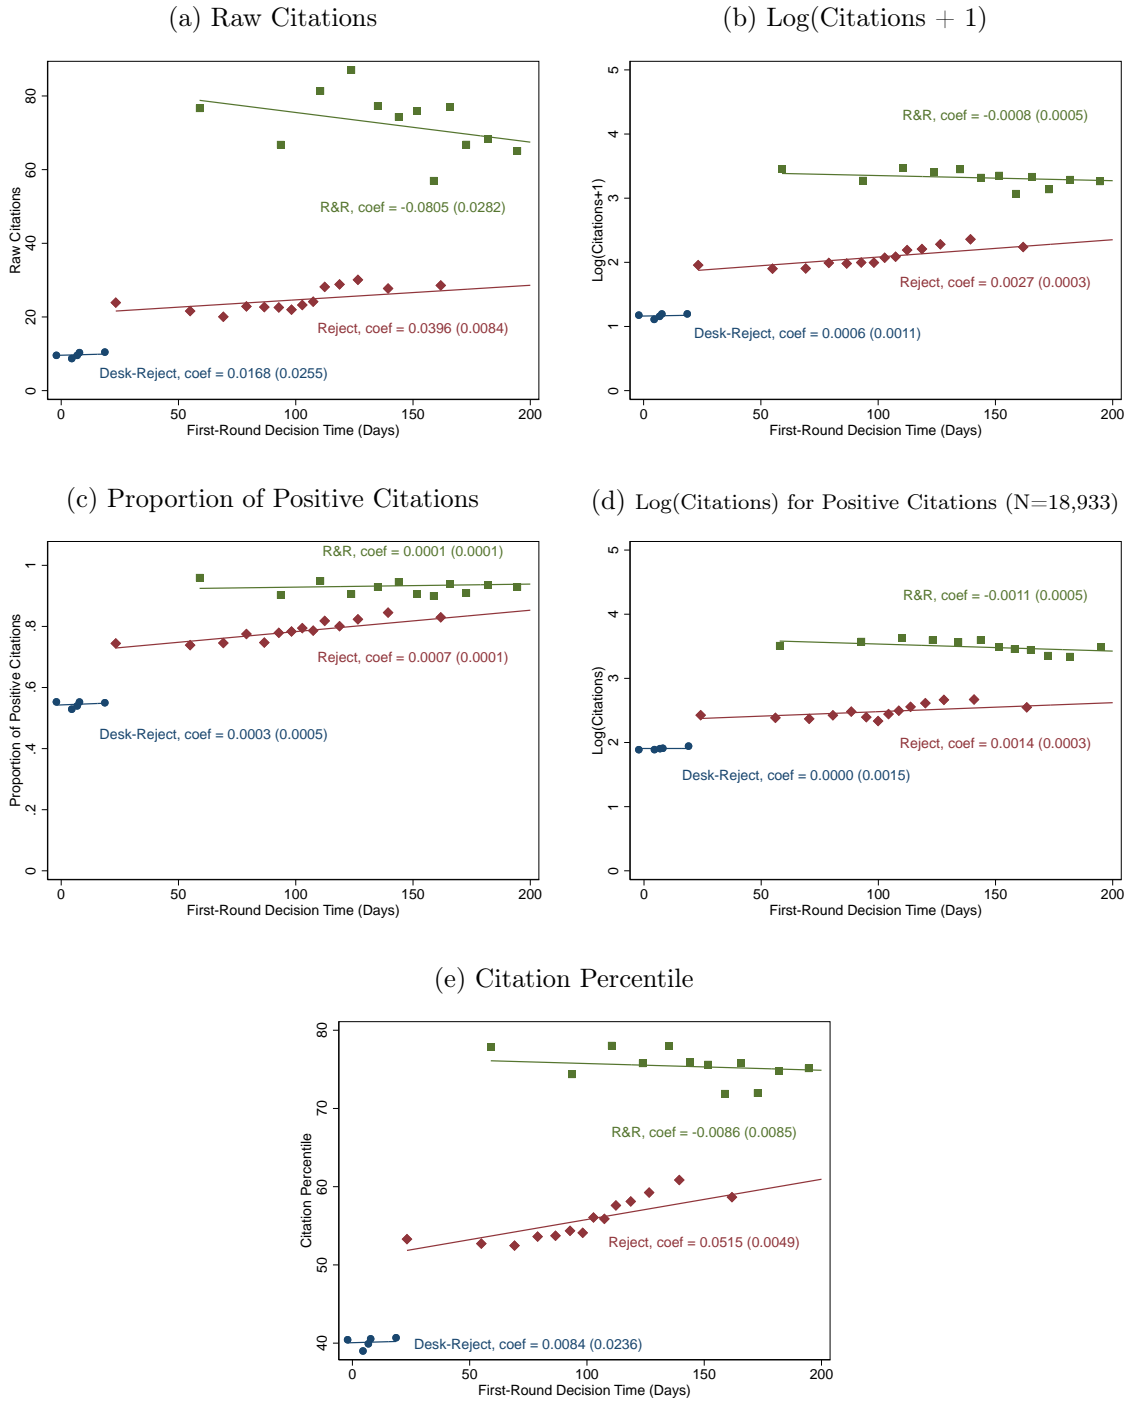 (a) Raw Citations
80
60
40
20
0
Raw Citations
R&R, coef = -0.0805 (0.0282)
Reject, coef = 0.0396 (0.0084)
Desk-Reject, coef = 0.0168 (0.0255)
0 50 100 150 200
First-Round Decision Time (Days)
(b) Log(Citations + 1)
5
4
3
2
1
0
Log(Citations+1)
R&R, coef = -0.0008 (0.0005)
Reject, coef = 0.0027 (0.0003)
Desk-Reject, coef = 0.0006 (0.0011)
0 50 100 150 200
First-Round Decision Time (Days)
(c) Proportion of Positive Citations
1
.8
.6
.4
.2
0
Proportion of Positive Citations
R&R, coef = 0.0001 (0.0001)
Reject, coef = 0.0007 (0.0001)
Desk-Reject, coef = 0.0003 (0.0005)
0 50 100 150 200
First-Round Decision Time (Days)
(d) Log(Citations) for Positive Citations (N=18,933)
5
4
3
2
1
0
Log(Citations)
R&R, coef = -0.0011 (0.0005)
Reject, coef = 0.0014 (0.0003)
Desk-Reject, coef = 0.0000 (0.0015)
0 50 100 150 200
First-Round Decision Time (Days)
(e) Citation Percentile
80
70
60
50
40
Citation Percentile
R&R, coef = -0.0086 (0.0085)
Reject, coef = 0.0515 (0.0049)
Desk-Reject, coef = 0.0084 (0.0236)
0 50 100 150 200
First-Round Decision Time (Days)